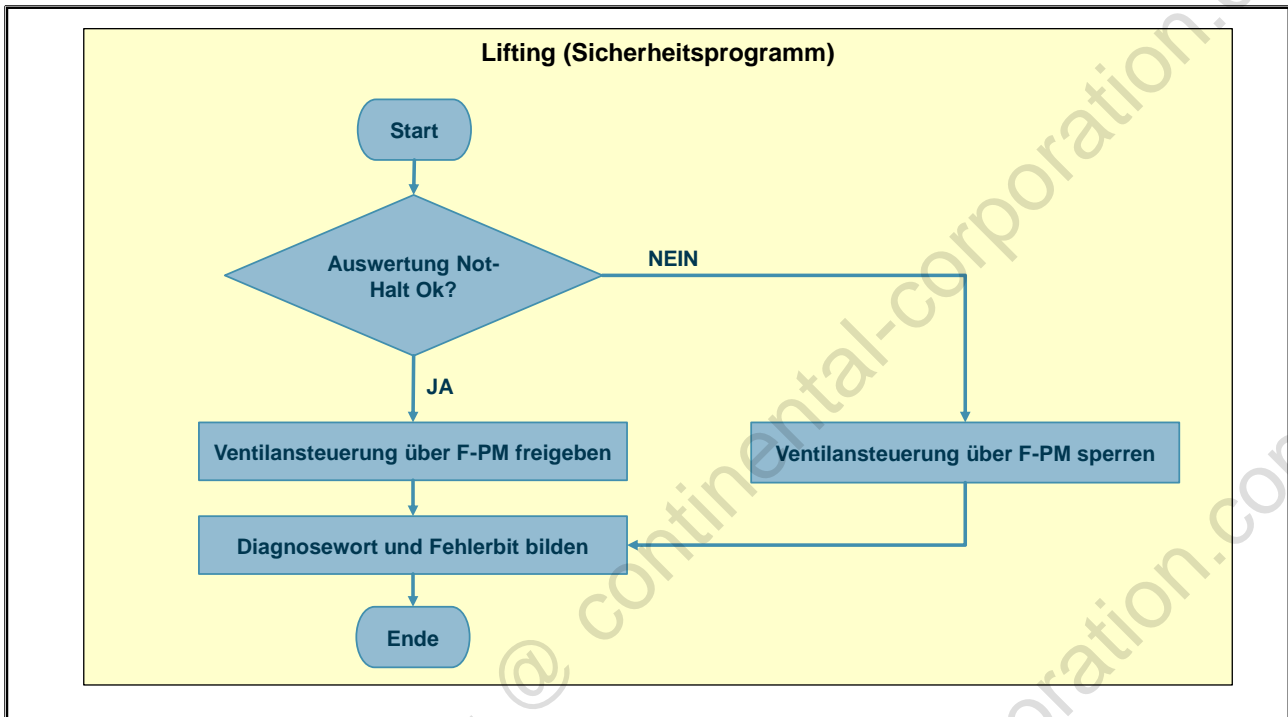 Lifting (Sicherheitsprogramm)
Start
Auswertung Not-
Halt Ok?
NEIN
JA
Ventilansteuerung über F-PM freigeben
Ventilansteuerung über F-PM sperren
Diagnosewort und Fehlerbit bilden
Ende
@ continental-corporation.c
oration.com